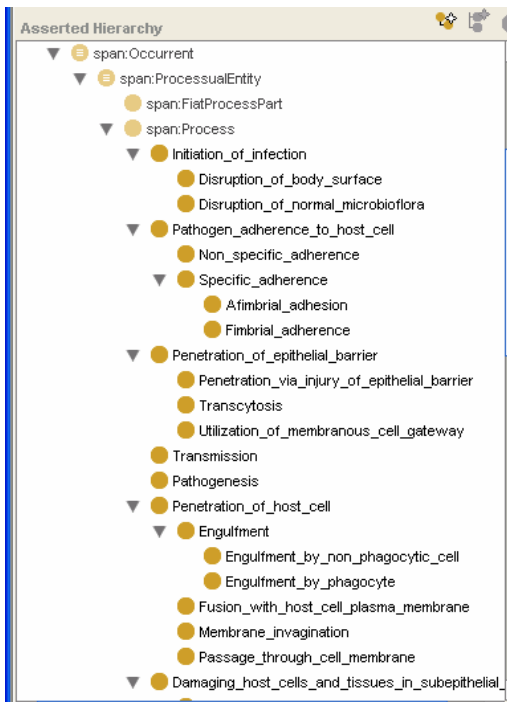 Asserted Hierarchy
span:Occurrent
span:ProcessualEntity
span:FiatProcessPart
span:Process
Initiation_of_infection
Disruption_of_body_surface
Disruption_of_normal_microbioflora
Pathogen_adherence_to_host_cell
Non_specific_adherence
Specific_adherence
Afimbrial_adhesion
Fimbrial_adherence
Penetration_of_epithelial_barrier
Penetration_via_injury_of_epithelial_barrier
Transcytosis
Utilization_of_membranous_cell_gateway
Transmission
Pathogenesis
Penetration_of_host_cell
Engulfment
Engulfment_by_non_phagocytic_cell
Engulfment_by_phagocyte
Fusion_with_host_cell_plasma_membrane
Membrane_invagination
Passage_through_cell_membrane
Damaging_host_cells_and_tissues_in_subepithelial_